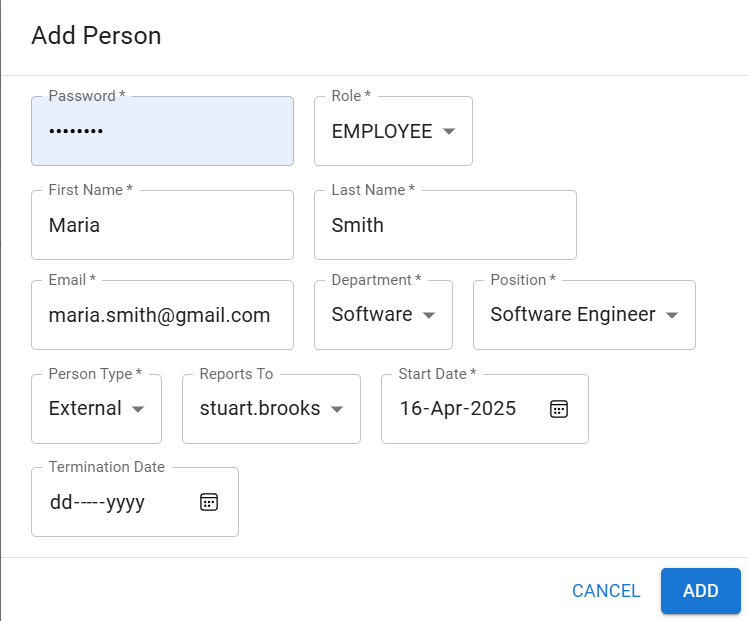 Add Person
Password * Role *
•••••••• EMPLOYEE
First Name * Last Name *
Maria Smith
Email * Department * Position *
maria.smith@gmail.com Software Software Engineer
Person Type * Reports To Start Date *
External stuart.brooks 16-Apr-2025
Termination Date
dd-----yyyy
CANCEL ADD